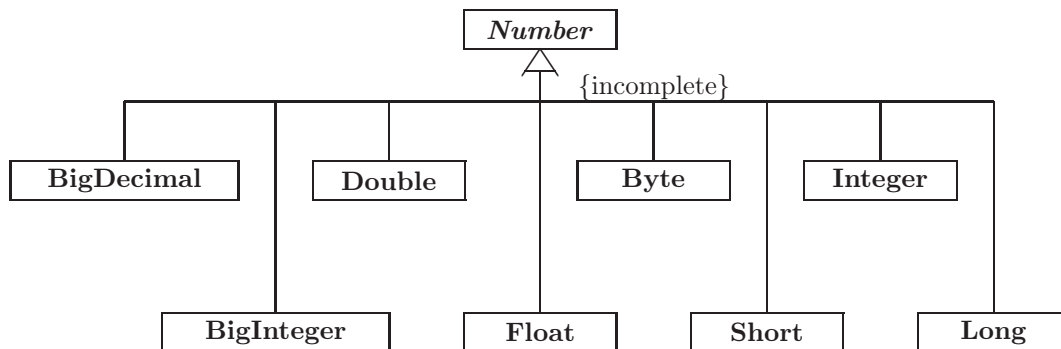 Number
{incomplete}
BigDecimal Double Byte Integer
BigInteger Float Short Long